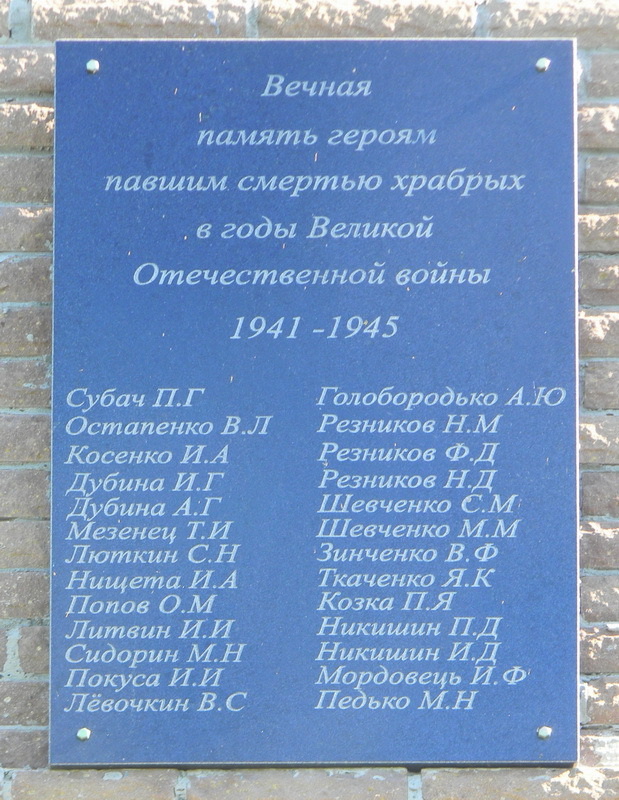 Вечная
память героям
павшим смертью храбрых
в годы Великой
Отечественной войны
1941 -1945
Субач П.Г
Остапенко В.Л
Косенко И.А
Дубина И.Г
Дубина А.Г
Мезенец Т.И
Люткин С.Н
Нищета И.А
Попов О.М
Литвин И.И
Сидорин М.Н
Покуса И.И
Лёвочкин В.С
Голобородько А.Ю
Резников Н.М
Резников Ф.Д
Резников Н.Д
Шевченко С.М
Шевченко М.М
Зинченко В.Ф
Ткаченко Я.К
Козка П.Я
Никишин П.Д
Никишин И.Д
Мордовець И.Ф
Педько М.Н